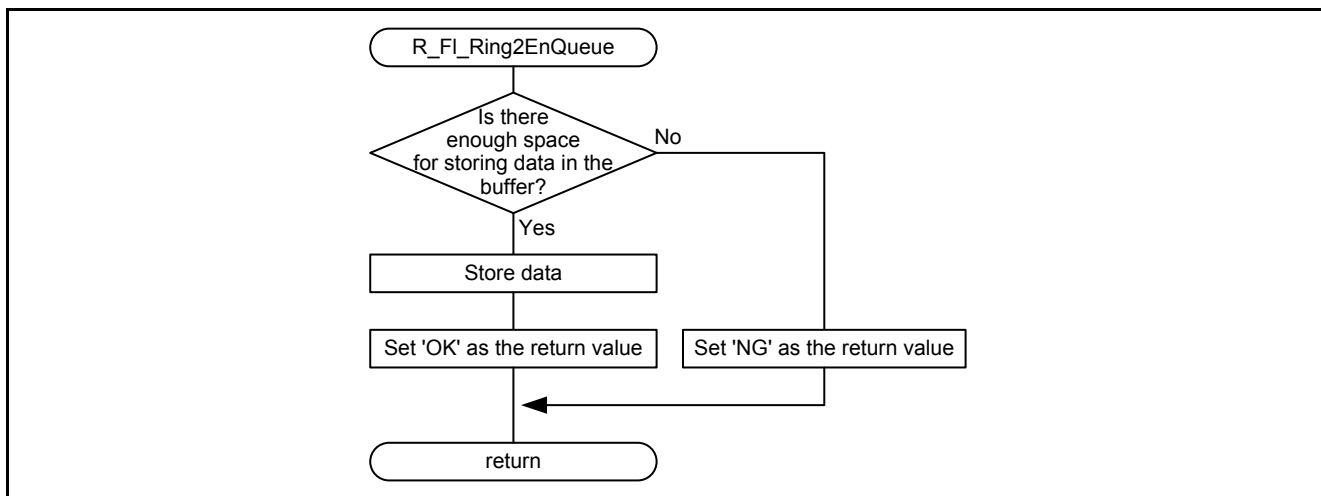 R_Fl_Ring2EnQueue
Is there
enough space
for storing data in the
buffer?
No
Yes
Store data
Set 'OK' as the return value
Set 'NG' as the return value
return